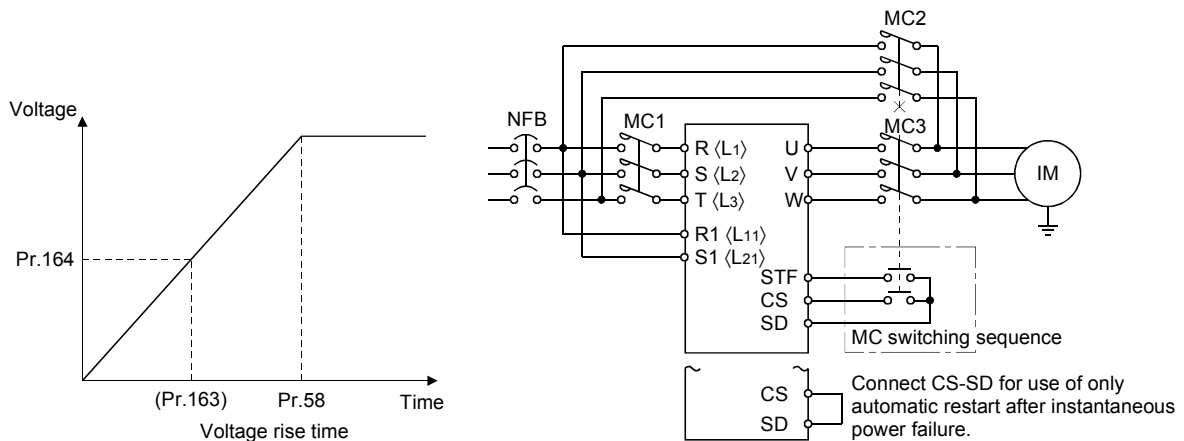 Voltage
Pr.164
(Pr.163)
Pr.58
Time
Voltage rise time
MC2
NFB
MC1
MC3
R ⟨L1⟩
U
S ⟨L2⟩
V
T ⟨L3⟩
W
IM
R1 ⟨L11⟩
S1 ⟨L21⟩
STF
CS
SD
MC switching sequence
CS
SD
Connect CS-SD for use of only
automatic restart after instantaneous
power failure.